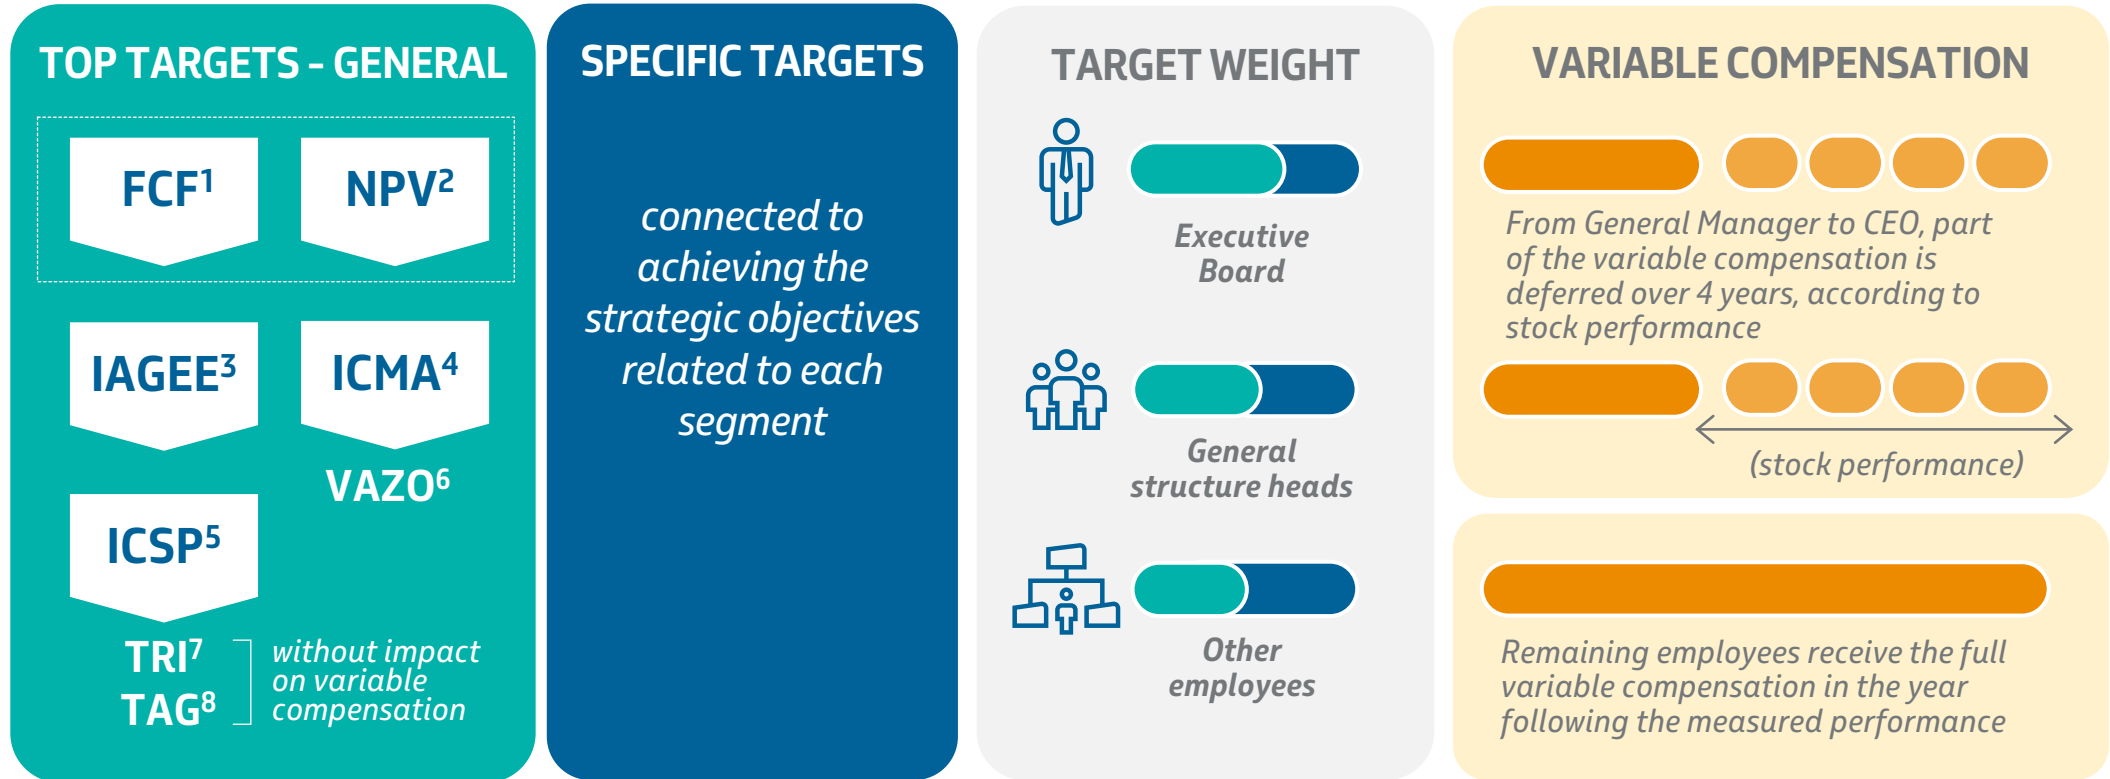 TOP TARGETS - GENERAL
FCF¹
NPV²
IAGEE³
ICMA⁴
VAZO⁶
ICSP⁵
TRI⁷
TAG⁸
without impact
on variable
compensation
SPECIFIC TARGETS
connected to
achieving the
strategic objectives
related to each
segment
TARGET WEIGHT
Executive
Board
General
structure heads
Other
employees
VARIABLE COMPENSATION
From General Manager to CEO, part
of the variable compensation is
deferred over 4 years, according to
stock performance
(stock performance)
Remaining employees receive the full
variable compensation in the year
following the measured performance